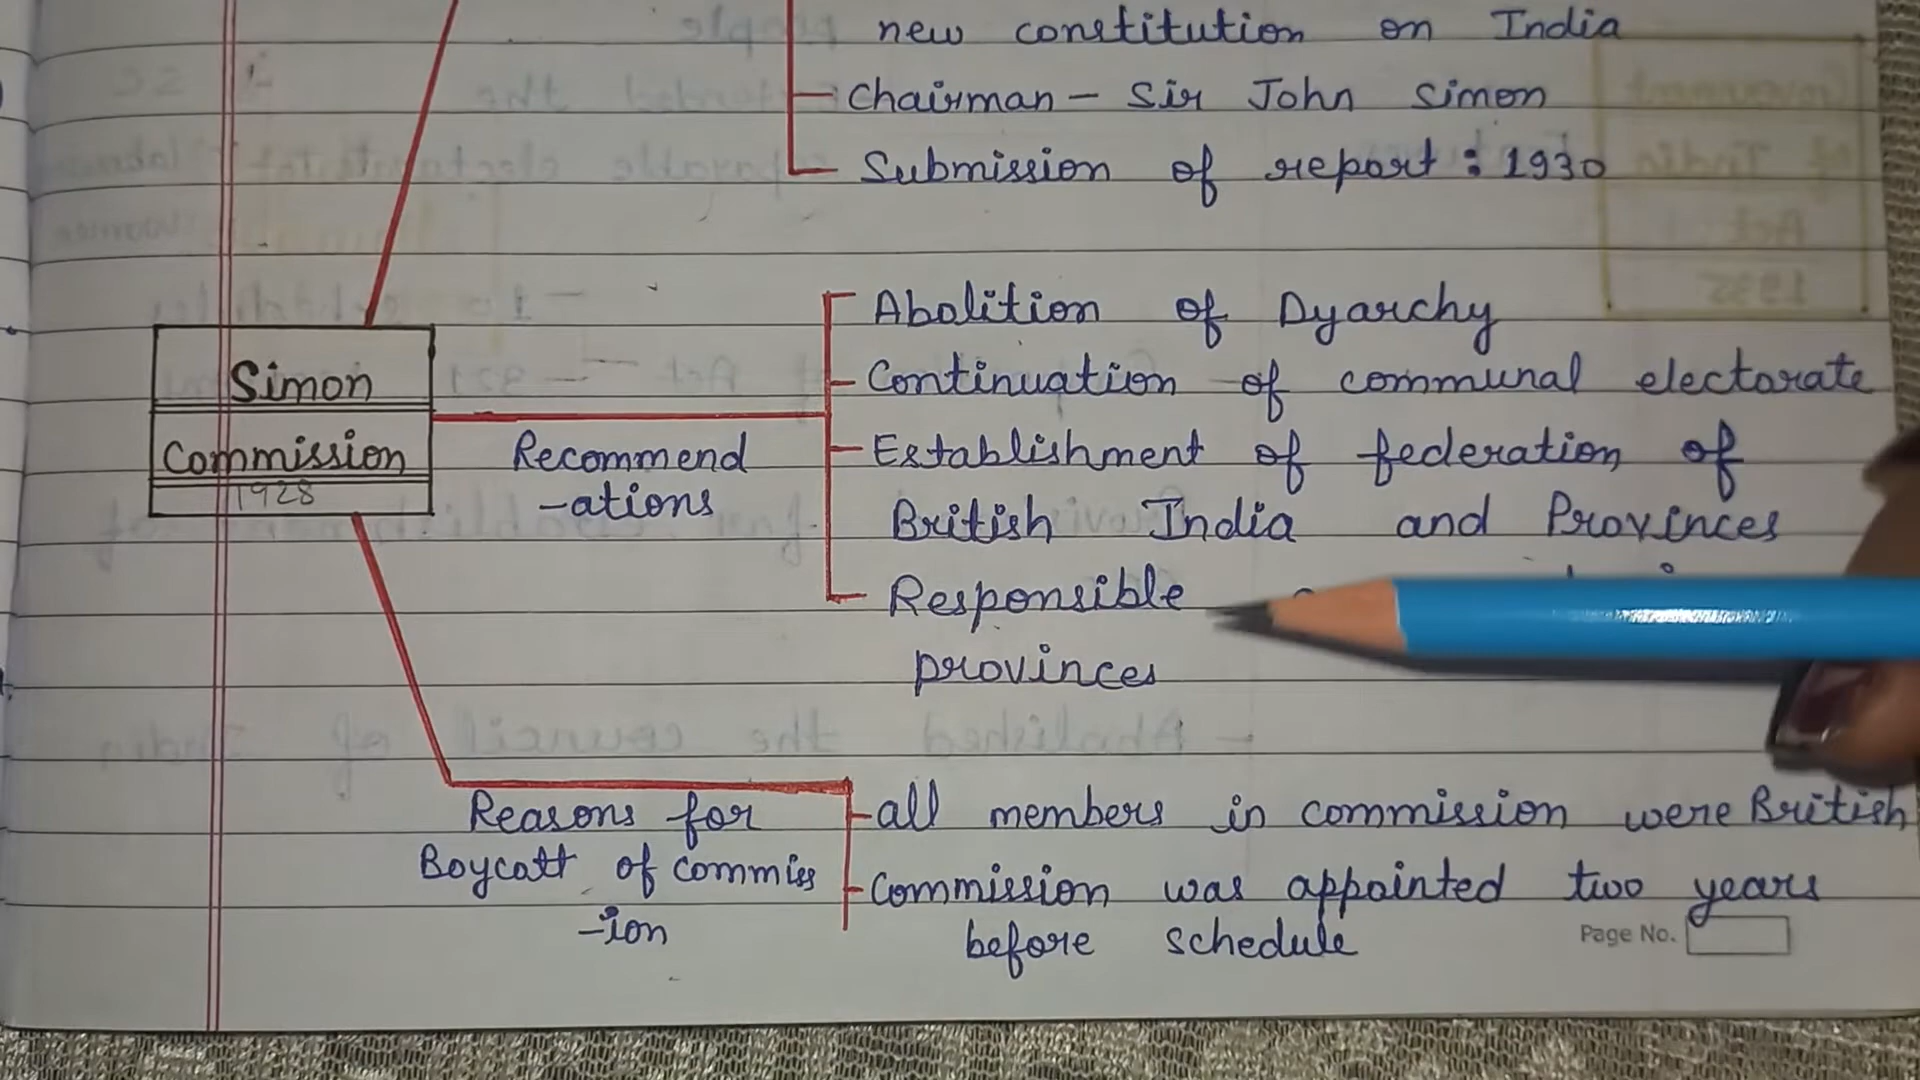 new constitution on India
Chairman - Sir John Simon
Submission of report : 1930
Abolition of Dyarchy
Simon
Continuation of communal electorate
Commission
1928
Recommend
-ations
Establishment of federation of
British India and Provinces
Responsible
provinces
Reasons for
Boycott of commiss
-ion
all members in commission were British
Commission was appointed two years
before schedule
Page No.